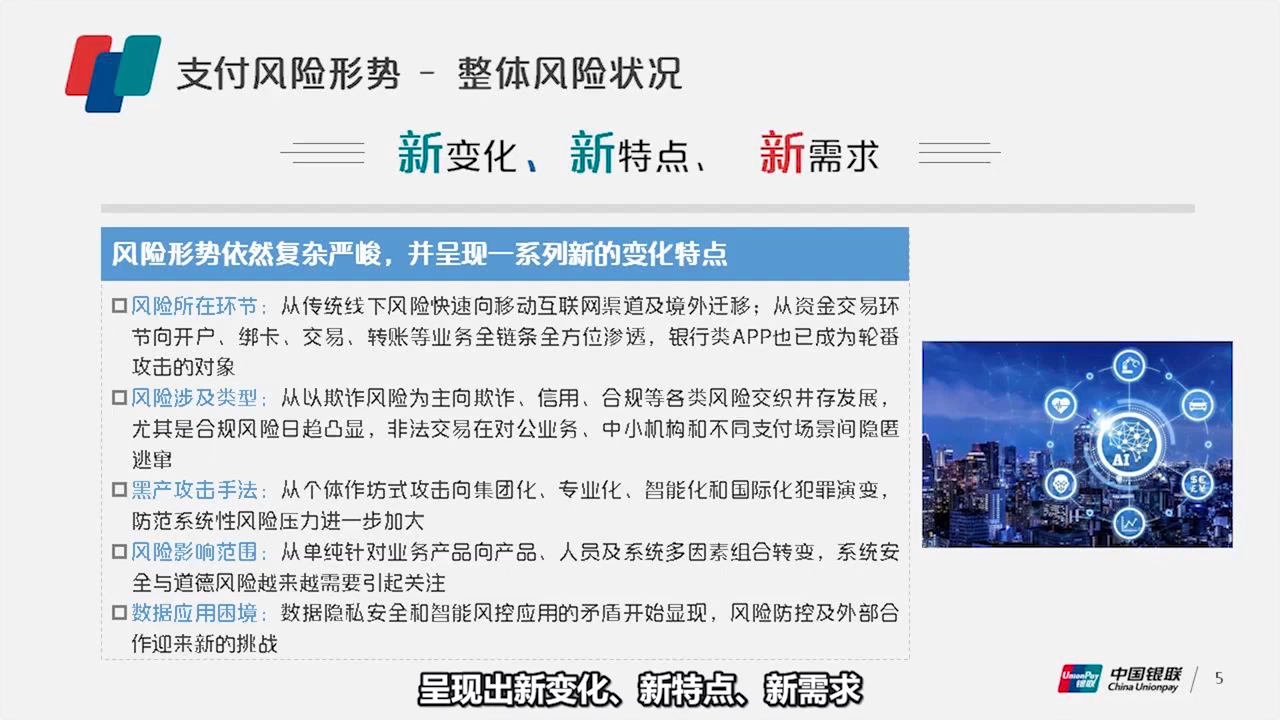 支付风险形势 - 整体风险状况
新变化、新特点、 新需求
风险形势依然复杂严峻，并呈现一系列新的变化特点
风险所在环节：从传统线下风险快速向移动互联网渠道及境外迁移；从资金交易环
节向开户、绑卡、交易、转账等业务全链条全方位渗透，银行类APP也已成为轮番
攻击的对象
风险涉及类型：从以欺诈风险为主向欺诈、信用、合规等各类风险交织并存发展，
尤其是合规风险日趋凸显，非法交易在对公业务、中小机构和不同支付场景间隐匿
逃窜
黑产攻击手法：从个体作坊式攻击向集团化、专业化、智能化和国际化犯罪演变，
防范系统性风险压力进一步加大
风险影响范围：从单纯针对业务产品向产品、人员及系统多因素组合转变，系统安
全与道德风险越来越需要引起关注
数据应用困境：数据隐私安全和智能风控应用的矛盾开始显现，风险防控及外部合
作迎来新的挑战
AI
$€
£¥
UnionPay
银联
中国银联
China Unionpay
5
呈现出新变化、新特点、新需求